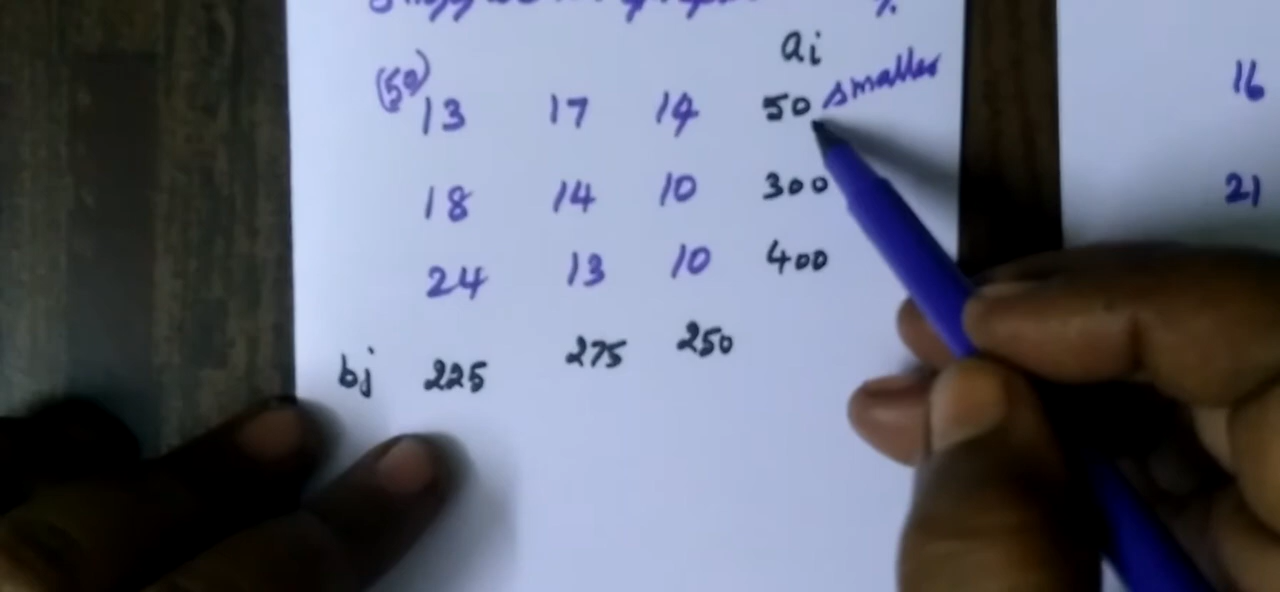 ai
(50) 13 17 14 50 smaller
18 14 10 300
24 13 10 400
bj 225 275 250
16
21